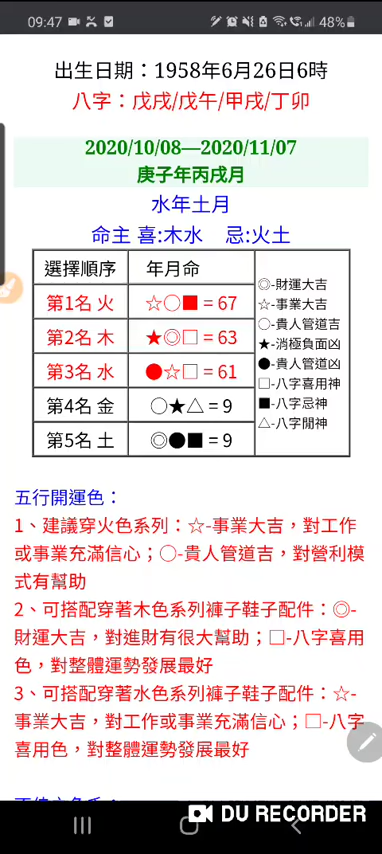 09:47 48%
出生日期：1958年6月26日6時
八字：戊戌/戊午/甲戌/丁卯
2020/10/08—2020/11/07
庚子年丙戌月
水年土月
命主 喜:木水 忌:火土
選擇順序 年月命
第1名 火 ☆○■ = 67
第2名 木 ★◎□ = 63
第3名 水 ●☆□ = 61
第4名 金 ○★△ = 9
第5名 土 ◎●■ = 9
◎-財運大吉
☆-事業大吉
○-貴人管道吉
★-消極負面凶
●-貴人管道凶
□-八字喜用神
■-八字忌神
△-八字閒神
五行開運色：
1、建議穿火色系列：☆-事業大吉，對工作
或事業充滿信心；○-貴人管道吉，對營利模
式有幫助
2、可搭配穿著木色系列褲子鞋子配件：◎-
財運大吉，對進財有很大幫助；□-八字喜用
色，對整體運勢發展最好
3、可搭配穿著水色系列褲子鞋子配件：☆-
事業大吉，對工作或事業充滿信心；□-八字
喜用色，對整體運勢發展最好
DU RECORDER